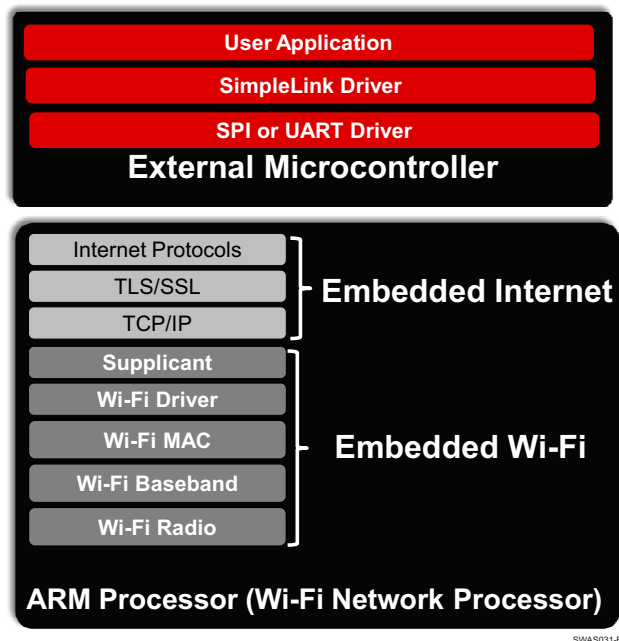 User Application
SimpleLink Driver
SPI or UART Driver
External Microcontroller
Internet Protocols
TLS/SSL
TCP/IP
Embedded Internet
Supplicant
Wi-Fi Driver
Wi-Fi MAC
Wi-Fi Baseband
Wi-Fi Radio
Embedded Wi-Fi
ARM Processor (Wi-Fi Network Processor)